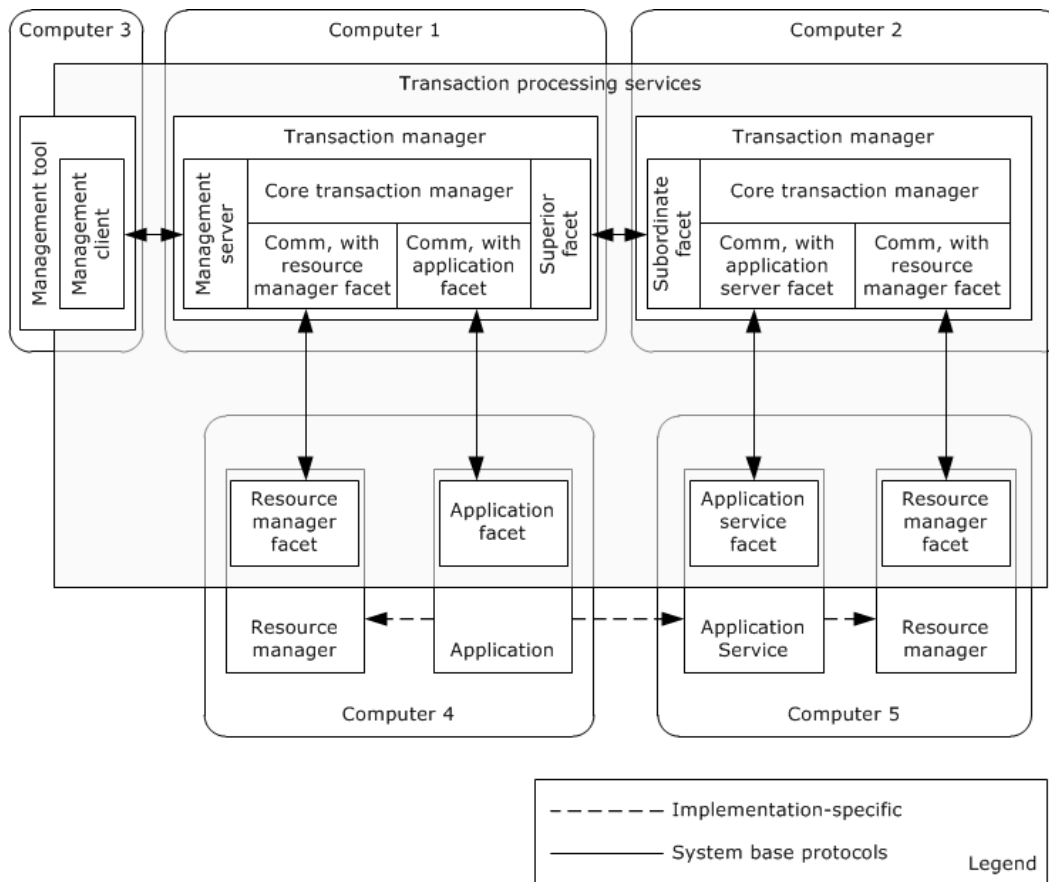 Computer 3
Computer 1
Computer 2
Transaction processing services
Management tool
Management
client
Transaction manager
Management
server
Core transaction manager
Comm, with
resource
manager facet
Comm, with
application
facet
Superior
facet
Transaction manager
Subordinate
facet
Core transaction manager
Comm, with
application
server facet
Comm, with
resource
manager facet
Resource
manager
facet
Application
facet
Application
service
facet
Resource
manager
facet
Resource
manager
Application
Application
Service
Resource
manager
Computer 4
Computer 5
Implementation-specific
System base protocols
Legend